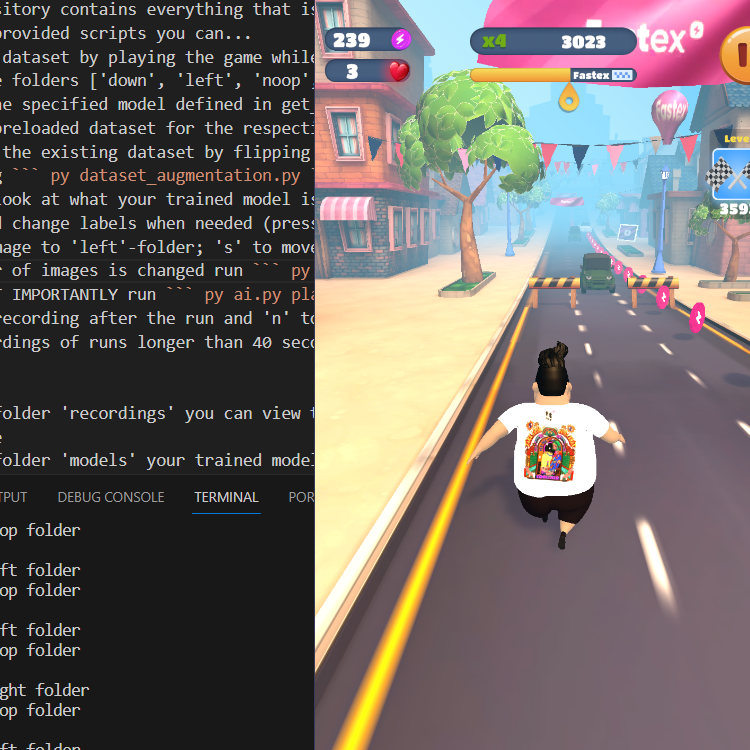 sitory contains everything that is
provided scripts you can...
dataset by playing the game while
e folders ['down', 'left', 'noop'
he specified model defined in get_
preloaded dataset for the respecti
the existing dataset by flipping
g ``` py dataset_augmentation.py
look at what your trained model is
d change labels when needed (press
mage to 'left'-folder; 's' to move
r of images is changed run ``` py
T IMPORTANTLY run ``` py ai.py pla
recording after the run and 'n' to
rdings of runs longer than 40 seco
folder 'recordings' you can view t
e
folder 'models' your trained model
TPUT DEBUG CONSOLE TERMINAL POR
op folder
ft folder
op folder
ft folder
op folder
ght folder
op folder
ft folder
239
3
x4 3023
Fastex
tex
Fastex
Leve
359